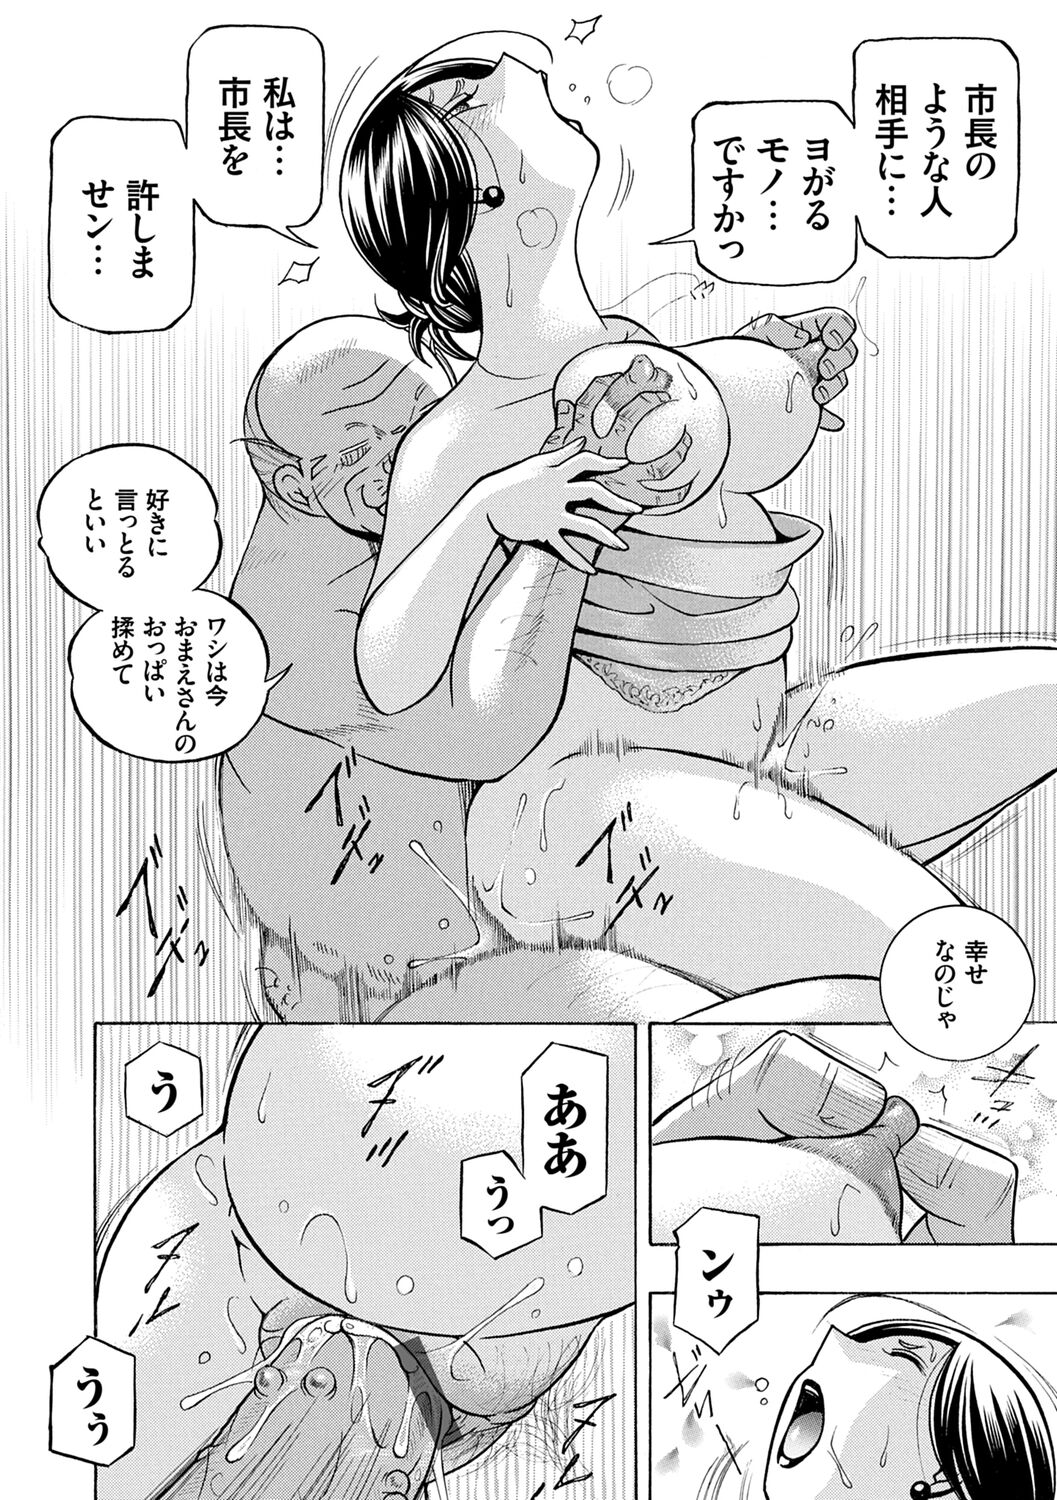 市長の
ような人
相手に…
ヨがる
モノ…
ですかっ
私は…
市長を
許しま
せン…
好きに
言っとる
といい
ワシは今
おまえさんの
おっぱい
揉めて
幸せ
なのじゃ
ンゥ
ああ
うっ
う
うぅ